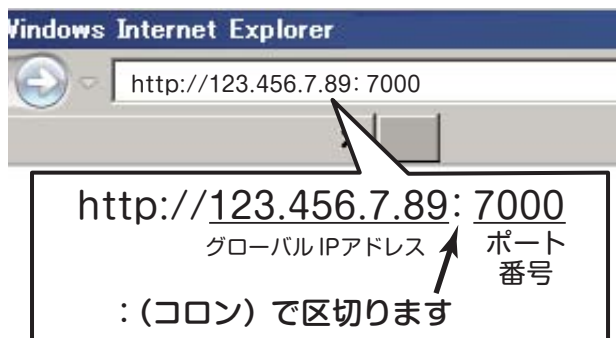 Windows Internet Explorer
http://123.456.7.89: 7000
http://123.456.7.89: 7000
グローバル IPアドレス
ポート
番号
：(コロン）で区切ります